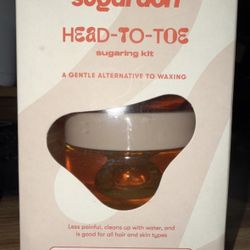 sugardoh
HEAD-TO-TOE
sugaring kit
A GENTLE ALTERNATIVE TO WAXING
Less painful, cleans up with water, and
is good for all hair and skin types